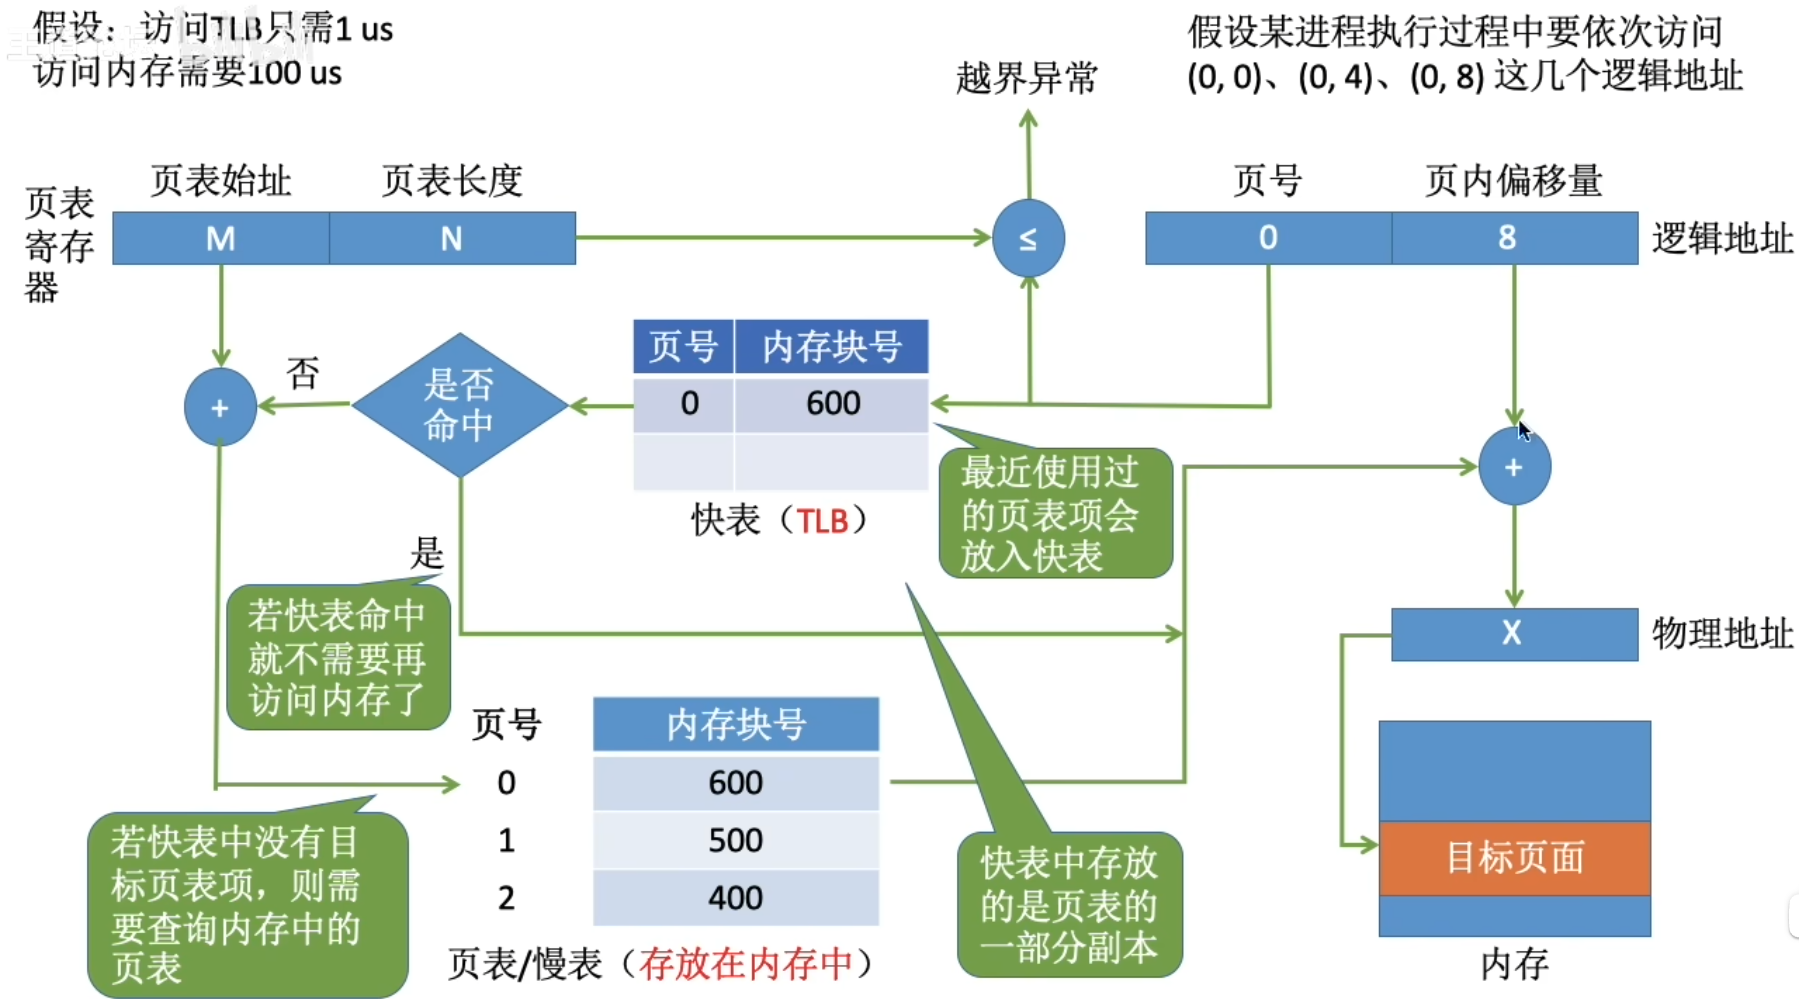 假设：访问TLB只需1 us
访问内存需要100 us
假设某进程执行过程中要依次访问
(0, 0)、(0, 4)、(0, 8) 这几个逻辑地址
越界异常
页表始址
页表长度
页号
页内偏移量
页表
寄存
器
M
N
≤
0
8
逻辑地址
页号
内存块号
0
600
快表（TLB）
是否
命中
否
+
是
+
最近使用过
的页表项会
放入快表
若快表命中
就不需要再
访问内存了
X
物理地址
页号
内存块号
0
600
1
500
2
400
页表/慢表（存放在内存中）
若快表中没有目
标页表项，则需
要查询内存中的
页表
快表中存放
的是页表的
一部分副本
目标页面
内存